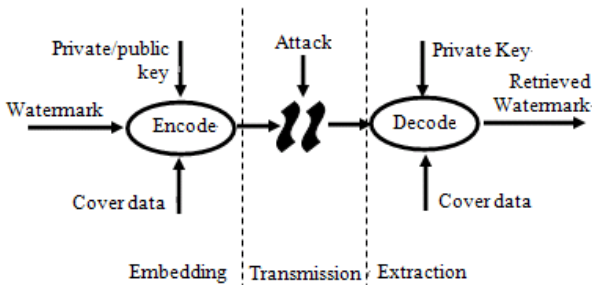 Private/public
key
Attack
Private Key
Retrieved
Watermark
Watermark
Encode
Decode
Cover data
Cover data
Embedding
Transmission
Extraction